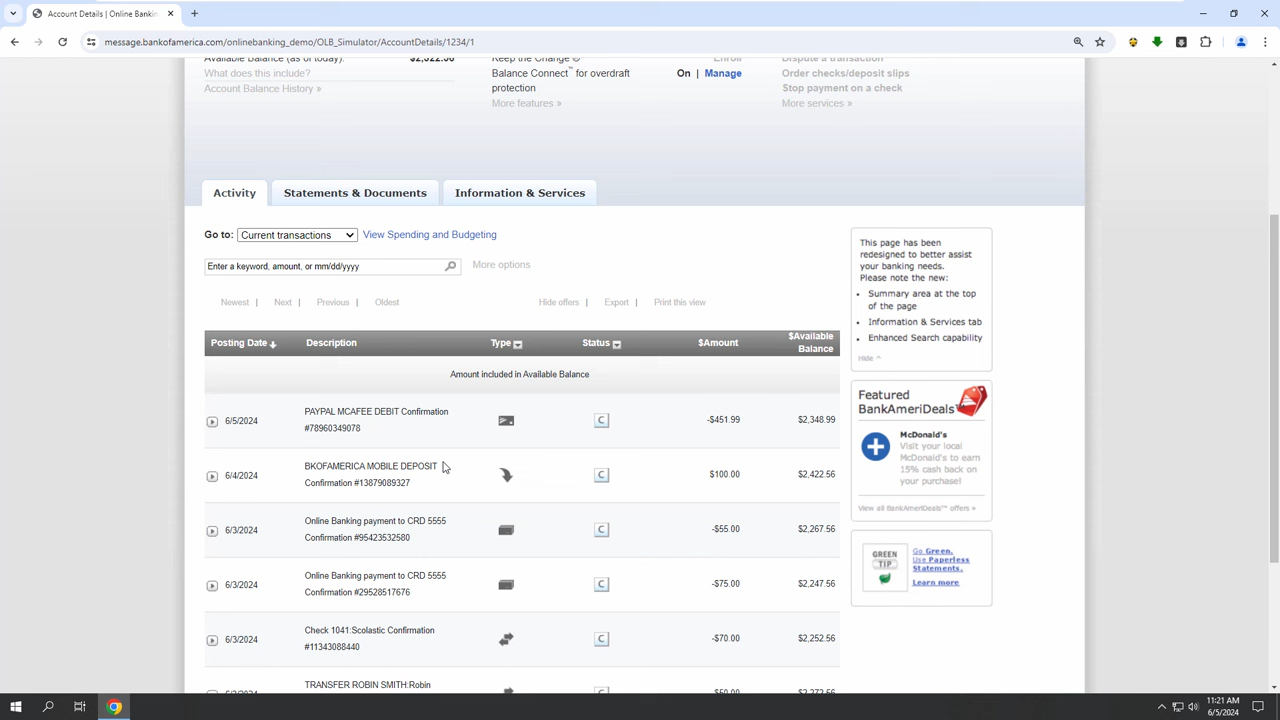 Account Details | Online Bankin
message.bankofamerica.com/onlinebanking_demo/OLB_Simulator/AccountDetails/1234/1
Available Balance (as of today):
What does this include?
Account Balance History »
Keep the Change ©
Enroll
Balance Connect™ for overdraft protection
On | Manage
More features »
Dispute a transaction
Order checks/deposit slips
Stop payment on a check
More services »
Activity
Statements & Documents
Information & Services
Go to: Current transactions View Spending and Budgeting
Enter a keyword, amount, or mm/dd/yyyy More options
Newest | Next | Previous | Oldest Hide offers | Export | Print this view
Posting Date Description Type Status $Amount $Available Balance
Amount included in Available Balance
6/5/2024 PAYPAL MCAFEE DEBIT Confirmation #78960349078 C -$451.99 $2,348.99
6/4/2024 BKOFAMERICA MOBILE DEPOSIT Confirmation #13879089327 C $100.00 $2,422.56
6/3/2024 Online Banking payment to CRD 5555 Confirmation #95423532580 C -$55.00 $2,267.56
6/3/2024 Online Banking payment to CRD 5555 Confirmation #29528517676 C -$75.00 $2,247.56
6/3/2024 Check 1041:Scolastic Confirmation #11343088440 C -$70.00 $2,252.56
TRANSFER ROBIN SMITH:Robin
This page has been
redesigned to better assist
your banking needs.
Please note the new:
• Summary area at the top
of the page
• Information & Services tab
• Enhanced Search capability
Hide ^
Featured
BankAmeriDeals™
McDonald's
Visit your local
McDonald's to earn
15% cash back on
your purchase!
View all BankAmeriDeals™ offers »
GREEN
TIP
Go Green.
Use Paperless
Statements.
Learn more
11:21 AM
6/5/2024